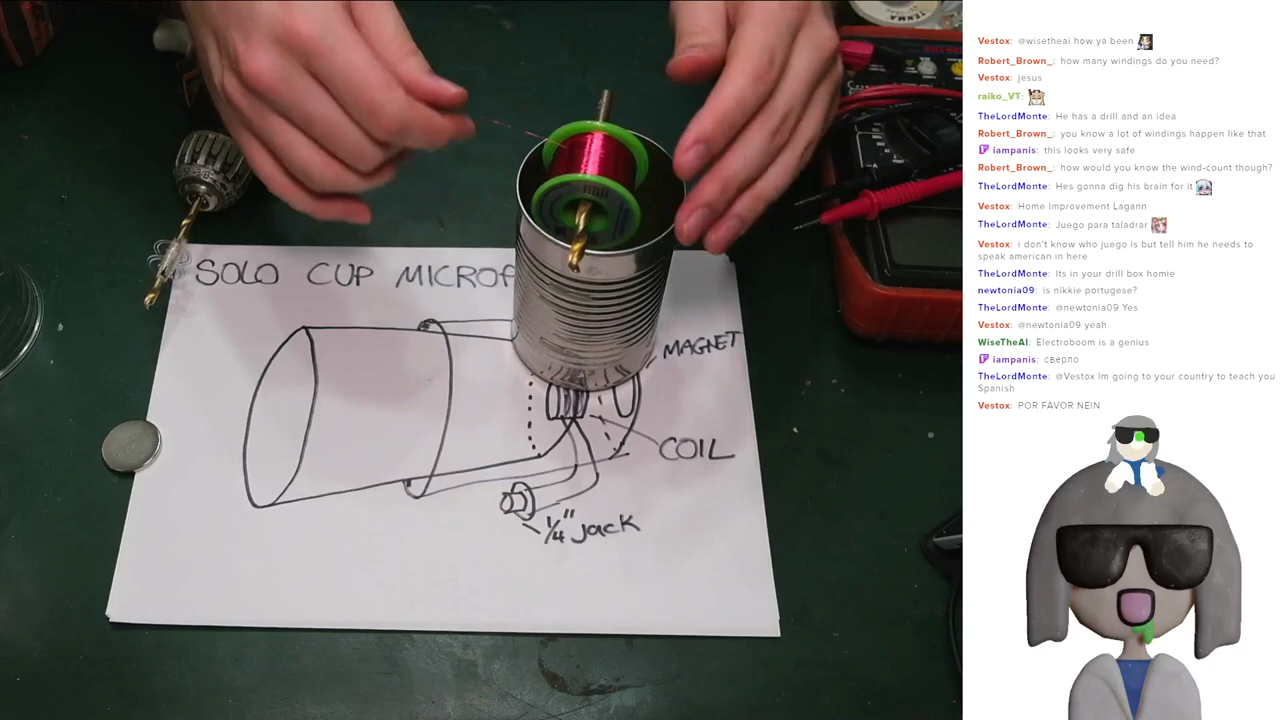 SOLO CUP MICROF
MAGNET
COIL
1/4" Jack
Vestox: @wisetheai how ya been
Robert_Brown_: how many windings do you need?
Vestox: jesus
raiko_VT:
TheLordMonte: He has a drill and an idea
Robert_Brown_: you know a lot of windings happen like that
iampanis: this looks very safe
Robert_Brown_: how would you know the wind-count though?
TheLordMonte: Hes gonna dig his brain for it
Vestox: Home Improvement Lagann
TheLordMonte: Juego para taladrar
Vestox: i don't know who juego is but tell him he needs to
speak american in here
TheLordMonte: Its in your drill box homie
newtonia09: is nikkie portugese?
TheLordMonte: @newtonia09 Yes
Vestox: @newtonia09 yeah
WiseTheAI: Electroboom is a genius
iampanis: сверло
TheLordMonte: @Vestox Im going to your country to teach you
Spanish
Vestox: POR FAVOR NEIN